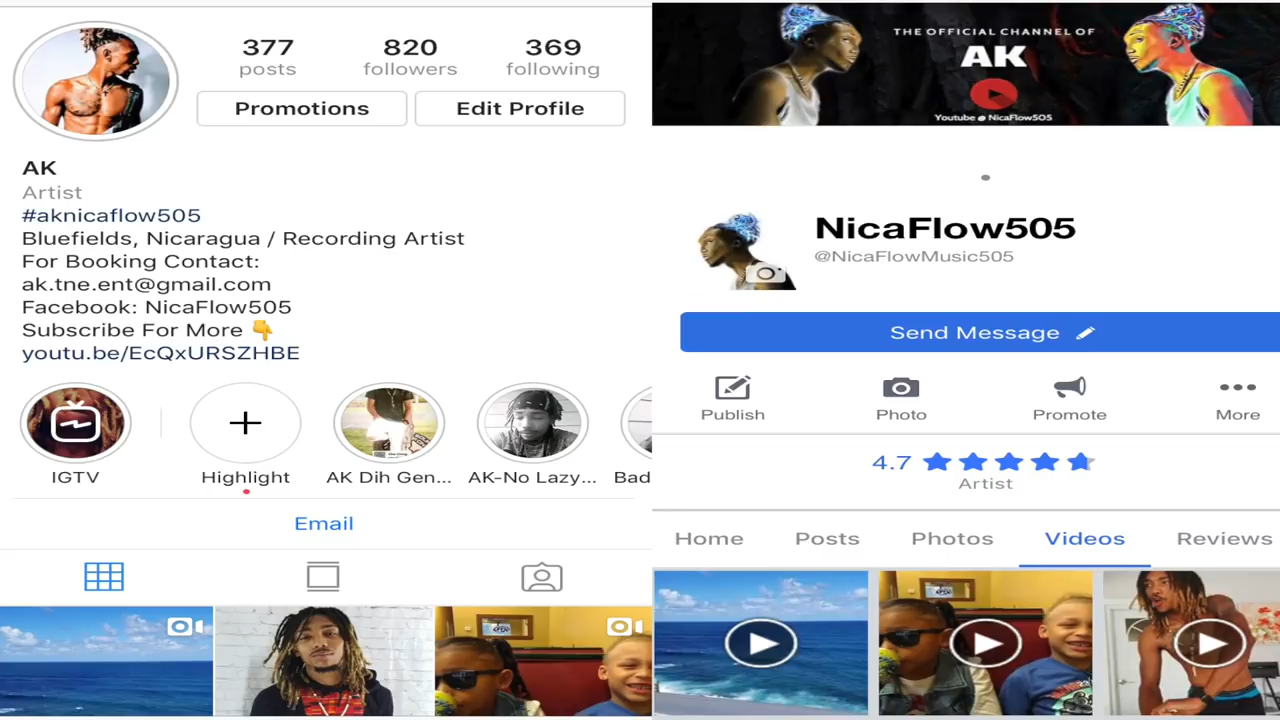 377
posts
820
followers
369
following
Promotions
Edit Profile
AK
Artist
#aknicaflow505
Bluefields, Nicaragua / Recording Artist
For Booking Contact:
ak.tne.ent@gmail.com
Facebook: NicaFlow505
Subscribe For More 👇
youtu.be/EcQxURSZHBE
IGTV
Highlight
AK Dih Gen...
AK-No Lazy...
Bad
Email
THE OFFICIAL CHANNEL OF
AK
Youtube @ NicaFlow505
NicaFlow505
@NicaFlowMusic505
Send Message
Publish
Photo
Promote
More
4.7
Artist
Home
Posts
Photos
Videos
Reviews